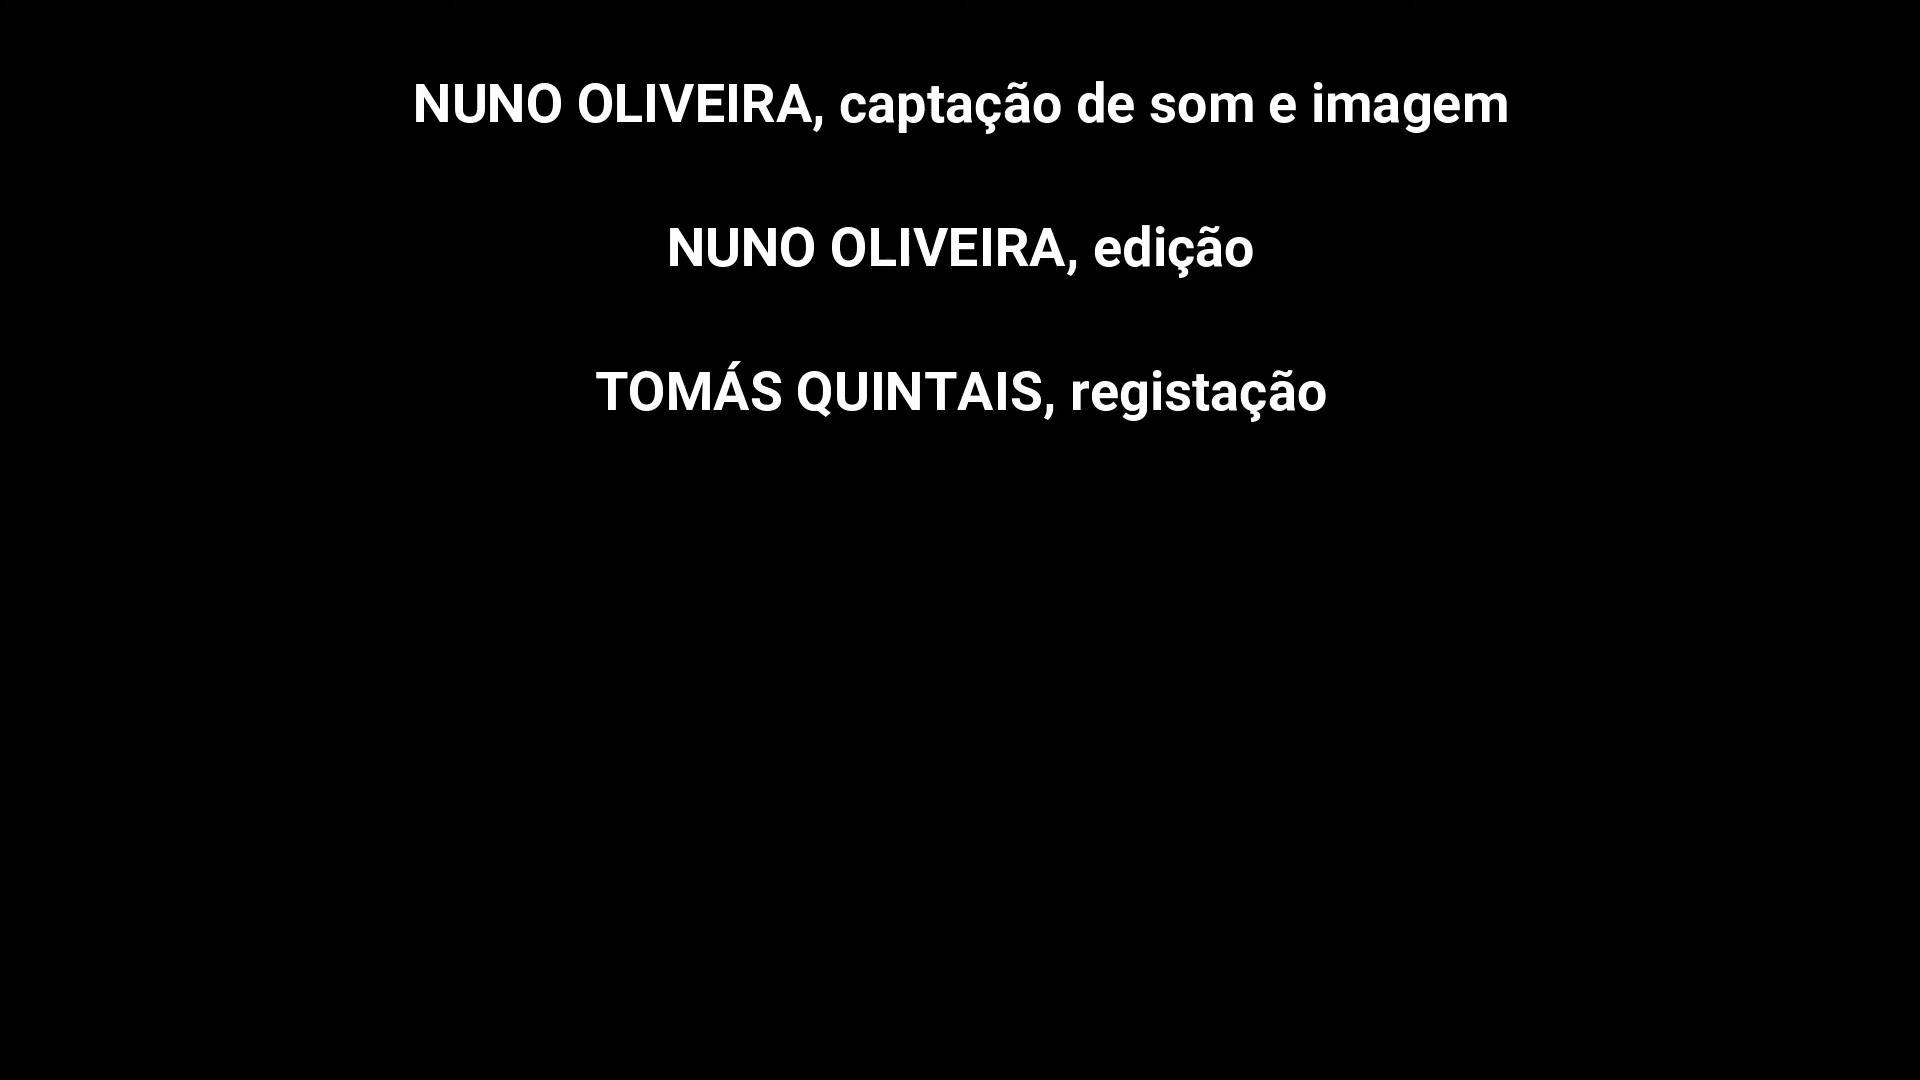 NUNO OLIVEIRA, captação de som e imagem
NUNO OLIVEIRA, edição
TOMÁS QUINTAIS, registação